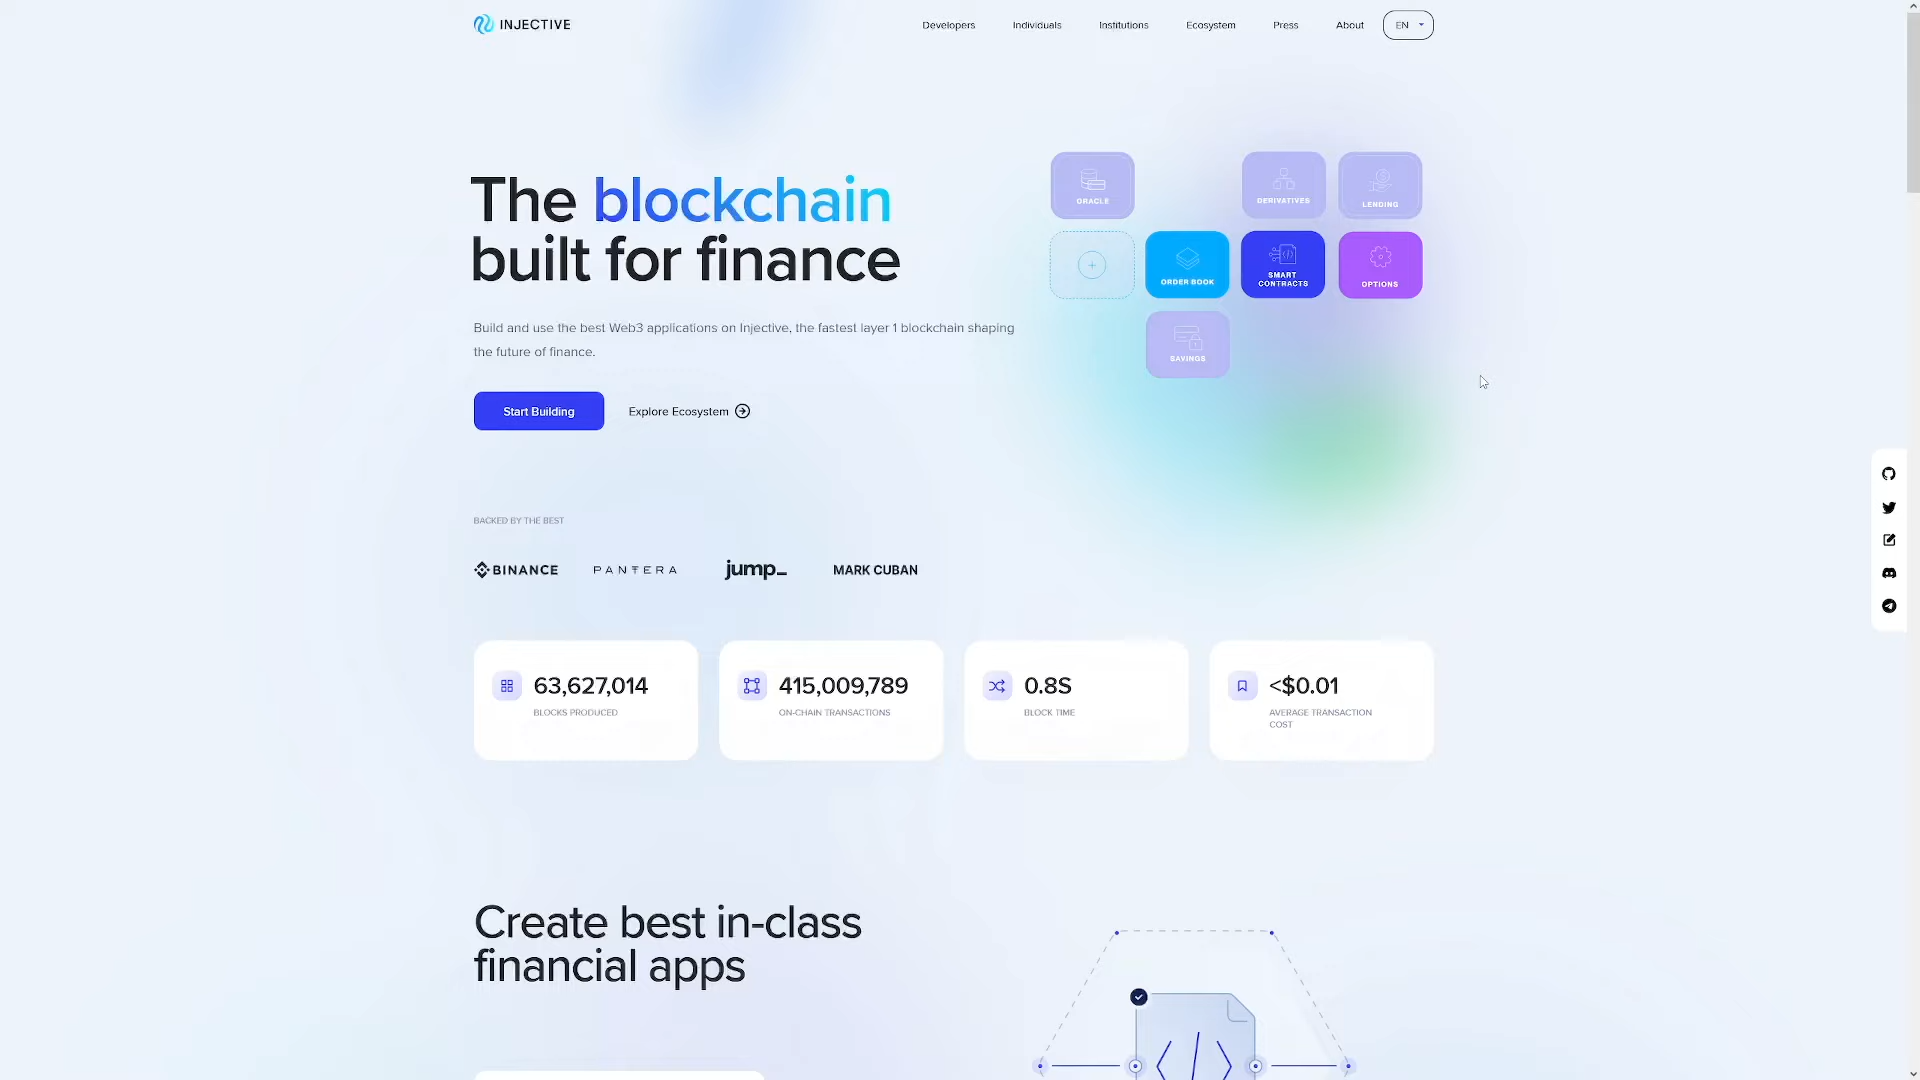 INJECTIVE
Developers
Individuals
Institutions
Ecosystem
Press
About
EN
The blockchain
built for finance
Build and use the best Web3 applications on Injective, the fastest layer 1 blockchain shaping
the future of finance.
Start Building
Explore Ecosystem
ORACLE
DERIVATIVES
LENDING
ORDER BOOK
SMART
CONTRACTS
OPTIONS
SAVINGS
BACKED BY THE BEST
BINANCE
PANTERA
jump_
MARK CUBAN
63,627,014
BLOCKS PRODUCED
415,009,789
ON-CHAIN TRANSACTIONS
0.8S
BLOCK TIME
<$0.01
AVERAGE TRANSACTION
COST
Create best in-class
financial apps